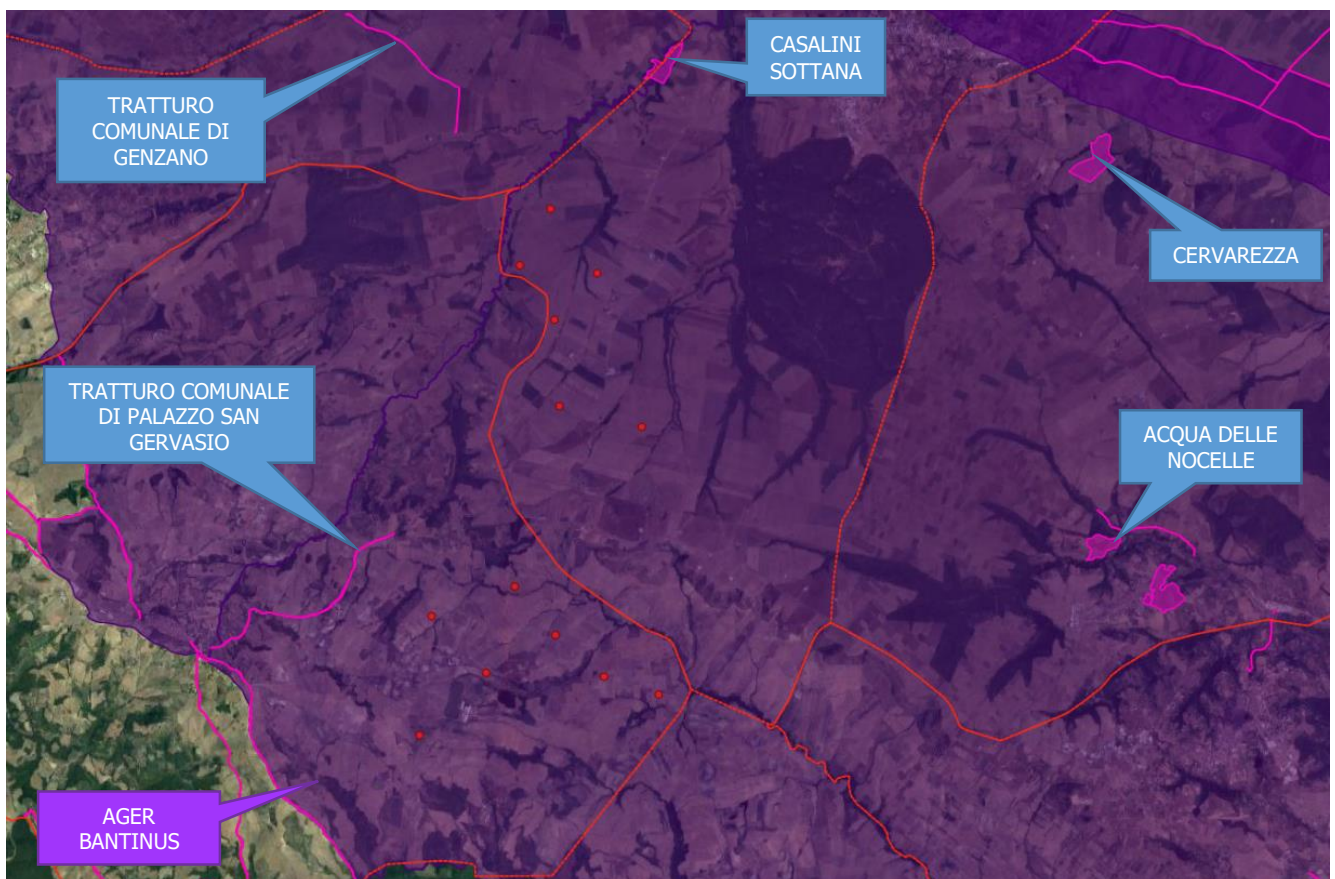 CASALINI
SOTTANA
TRATTURO
COMUNALE DI
GENZANO
CERVAREZZA
TRATTURO COMUNALE
DI PALAZZO SAN
GERVASIO
ACQUA DELLE
NOCELLE
AGER
BANTINUS